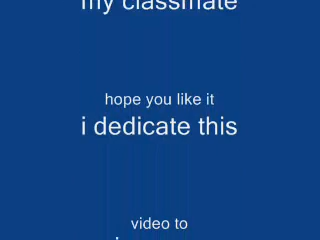 my classmate
hope you like it
i dedicate this
video to